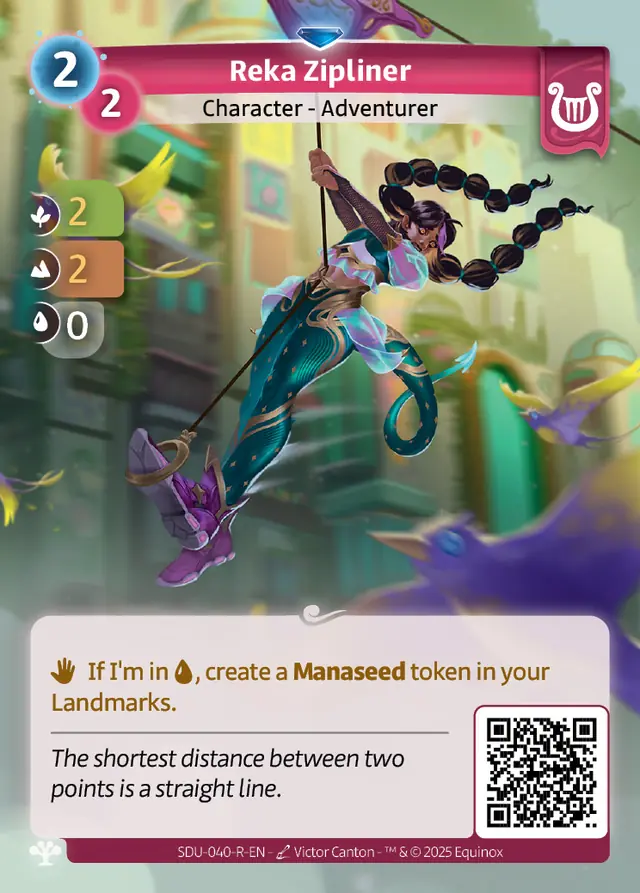 2
Reka Zipliner
2
Character - Adventurer
2
2
0
If I'm in , create a Manaseed token in your
Landmarks.
The shortest distance between two
points is a straight line.
SDU-040-R-EN - Victor Canton - ™ & © 2025 Equinox